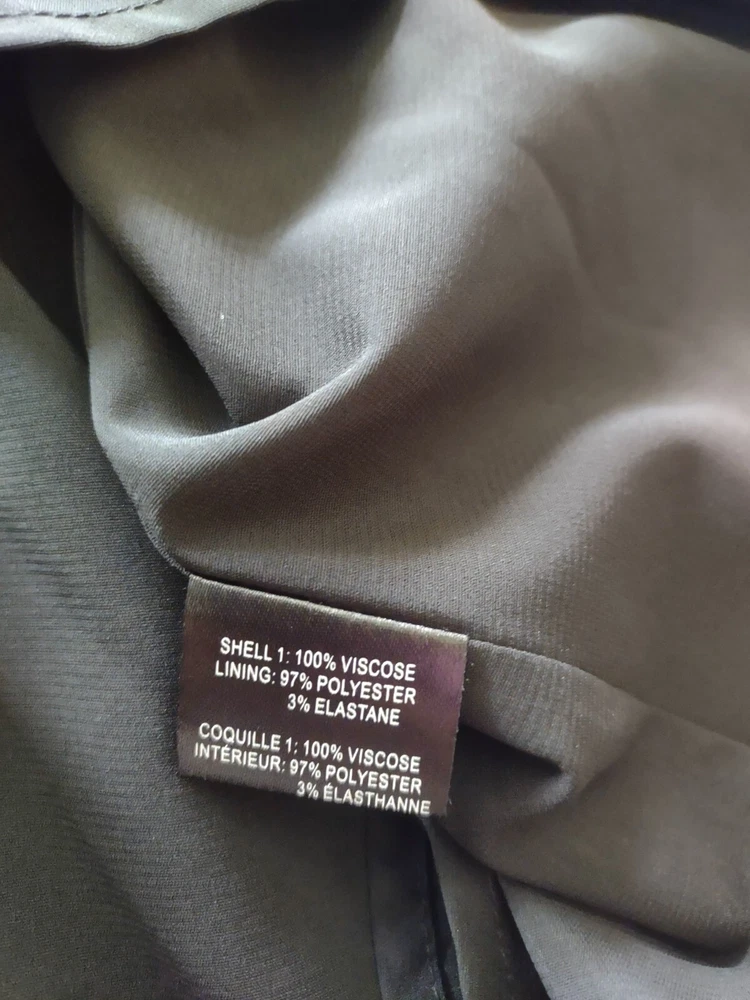 SHELL 1: 100% VISCOSE
LINING: 97% POLYESTER
3% ELASTANE
COQUILLE 1: 100% VISCOSE
INTÉRIEUR: 97% POLYESTER
3% ÉLASTHANNE